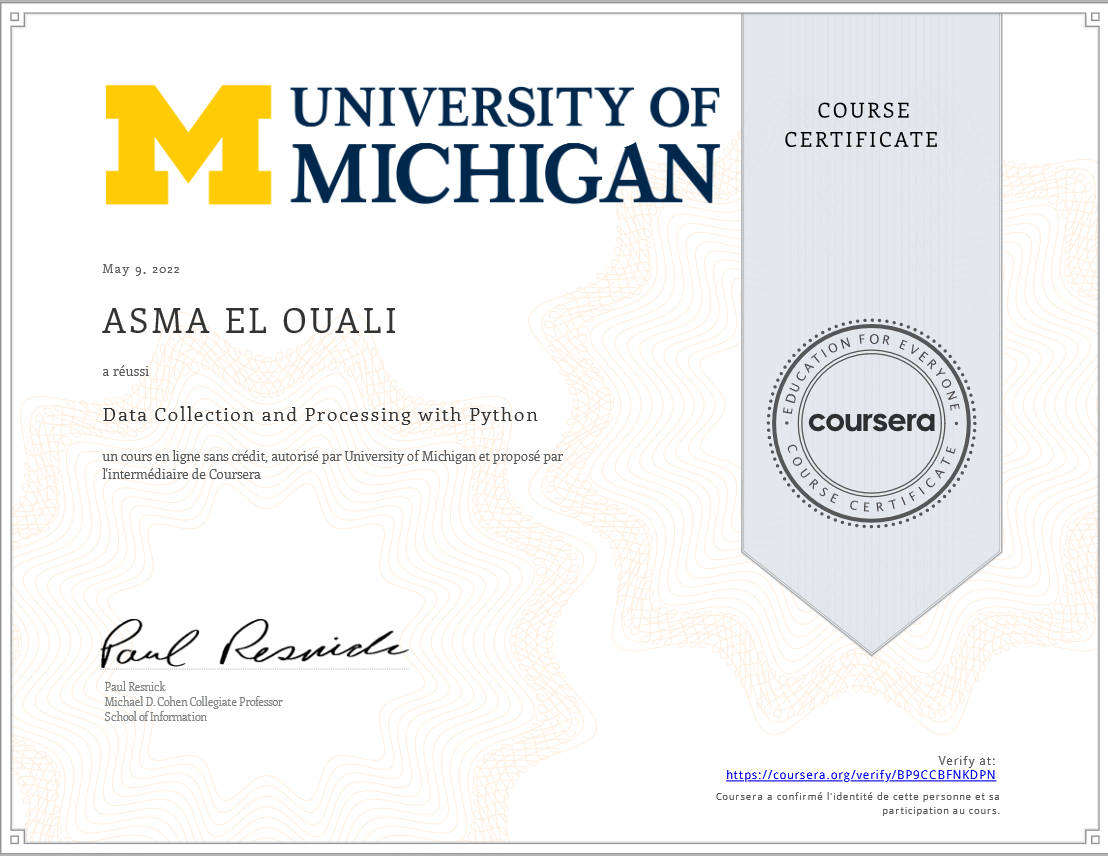 UNIVERSITY OF
MICHIGAN
COURSE
CERTIFICATE
May 9, 2022
ASMA EL OUALI
a réussi
Data Collection and Processing with Python
un cours en ligne sans crédit, autorisé par University of Michigan et proposé par
l'intermédiaire de Coursera
EDUCATION FOR EVERYONE
coursera
COURSE CERTIFICATE
Paul Resnick
Paul Resnick
Michael D. Cohen Collegiate Professor
School of Information
Verify at:
https://coursera.org/verify/BP9CCBFNKDPN
Coursera a confirmé l'identité de cette personne et sa
participation au cours.